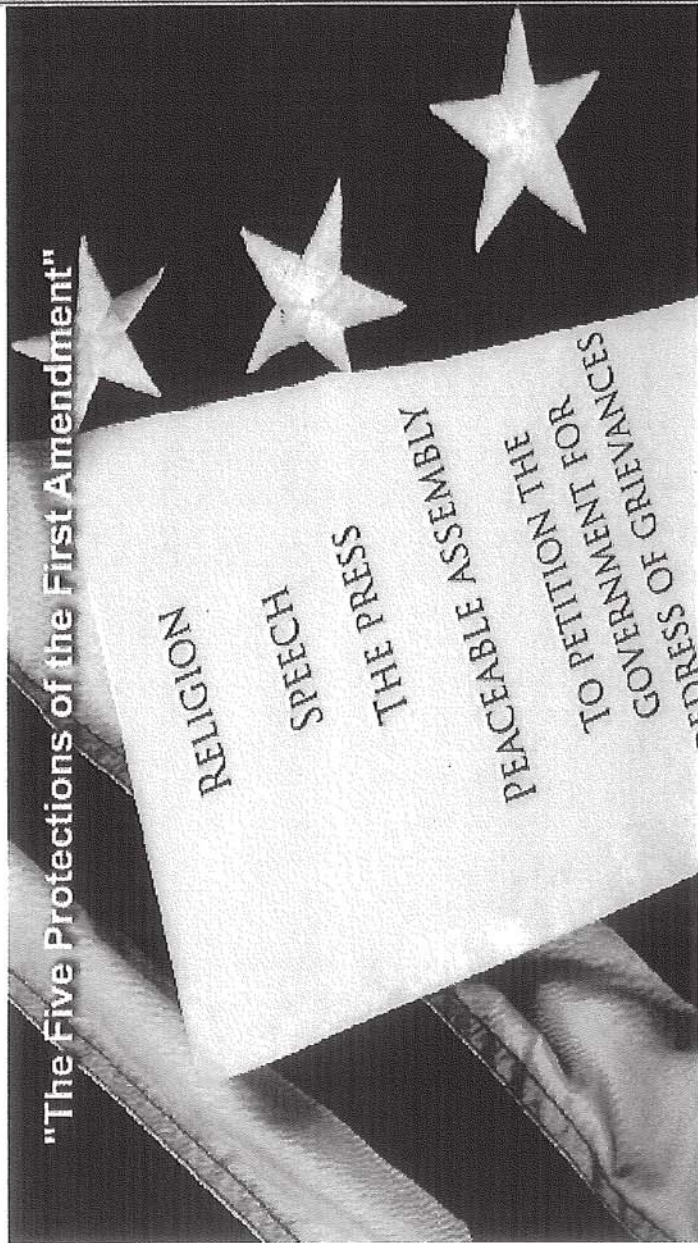 "The Five Protections of the First Amendment"
RELIGION
SPEECH
THE PRESS
PEACEABLE ASSEMBLY
TO PETITION THE
GOVERNMENT FOR
OF GRIEVANCES